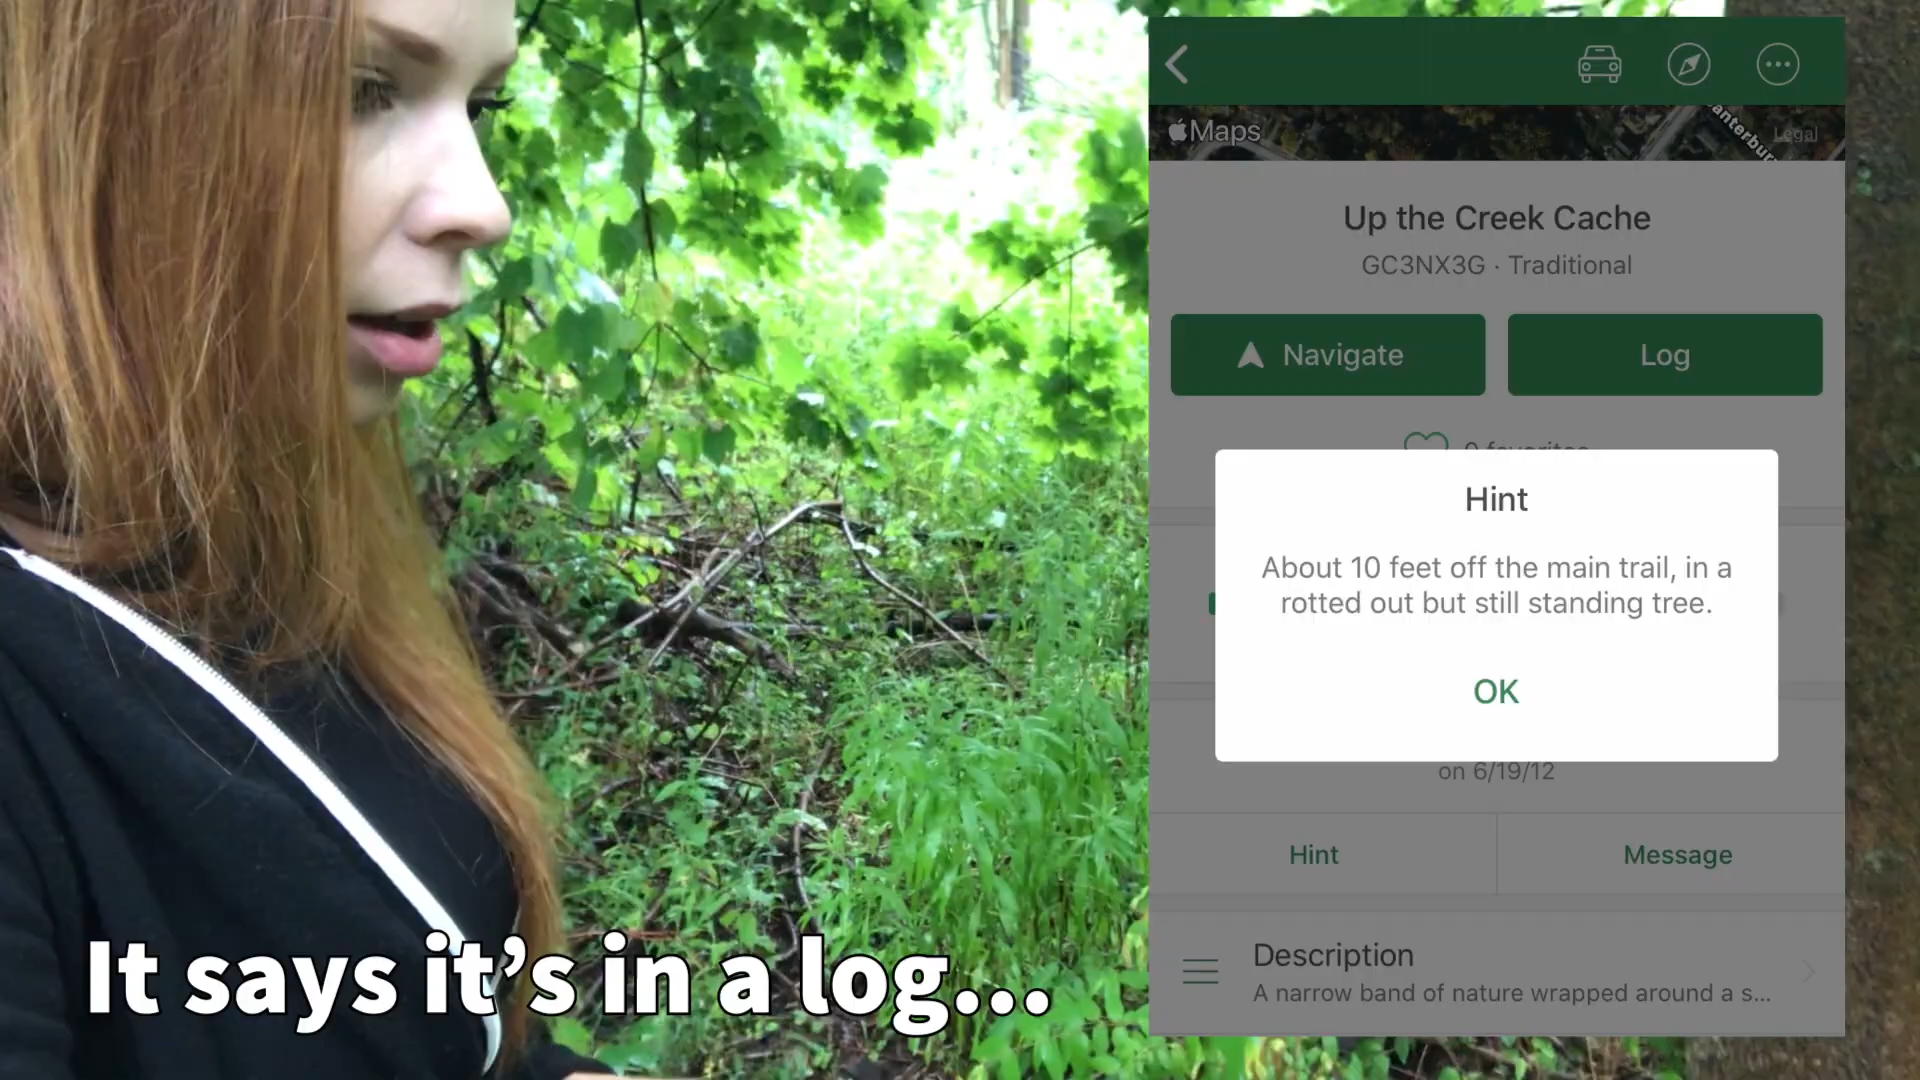 Maps
Legal
Up the Creek Cache
GC3NX3G · Traditional
Navigate
Log
0 favorites
Hint
About 10 feet off the main trail, in a
rotted out but still standing tree.
OK
on 6/19/12
Hint
Message
Description
A narrow band of nature wrapped around a s...
It says it’s in a log...